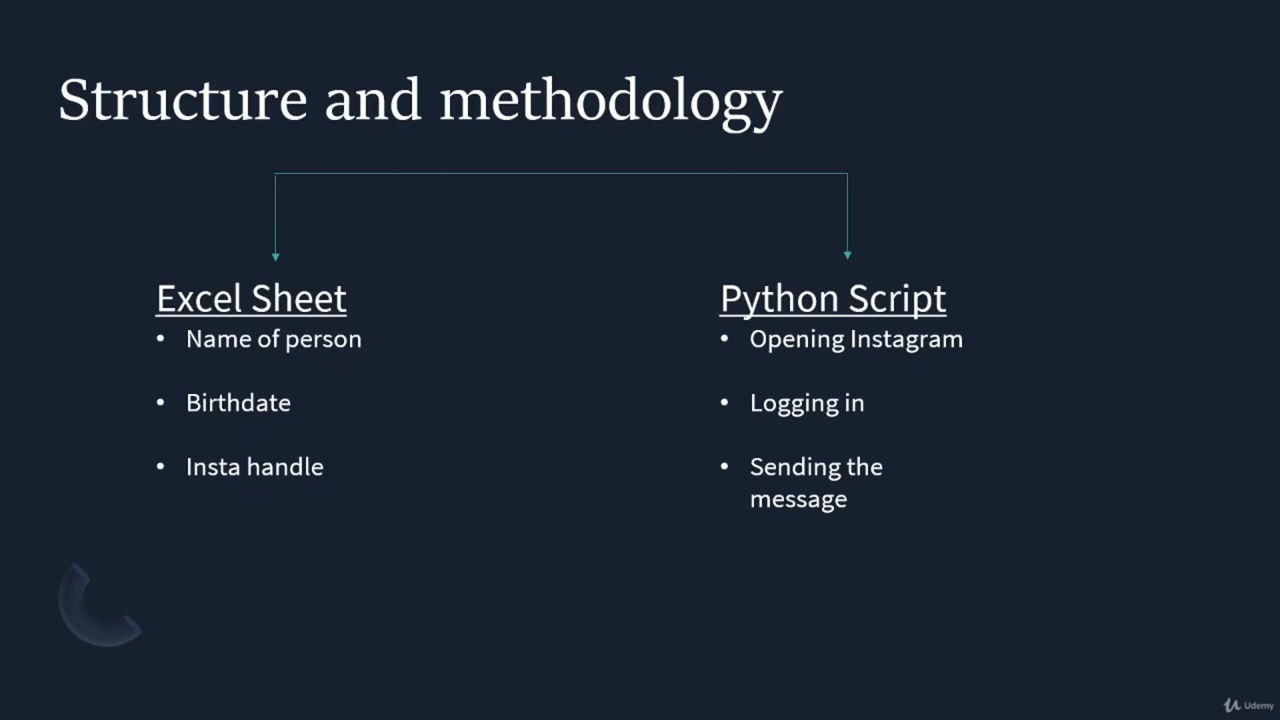 Structure and methodology
Excel Sheet
• Name of person
• Birthdate
• Insta handle
Python Script
• Opening Instagram
• Logging in
• Sending the
message
Udemy